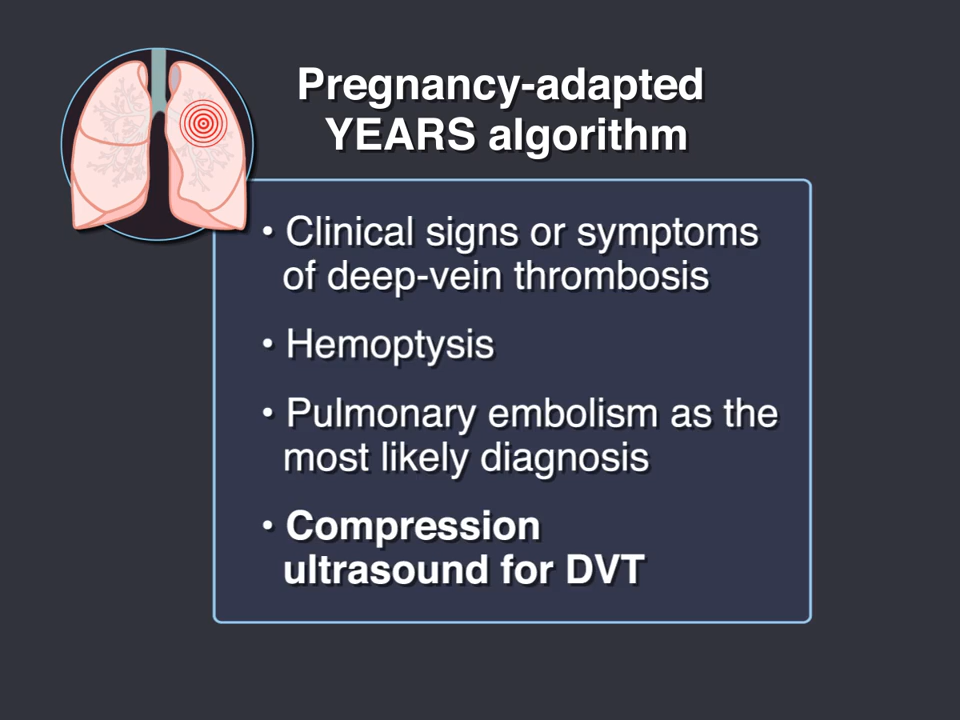 Pregnancy-adapted
YEARS algorithm
• Clinical signs or symptoms
of deep-vein thrombosis
• Hemoptysis
• Pulmonary embolism as the
most likely diagnosis
• Compression
ultrasound for DVT